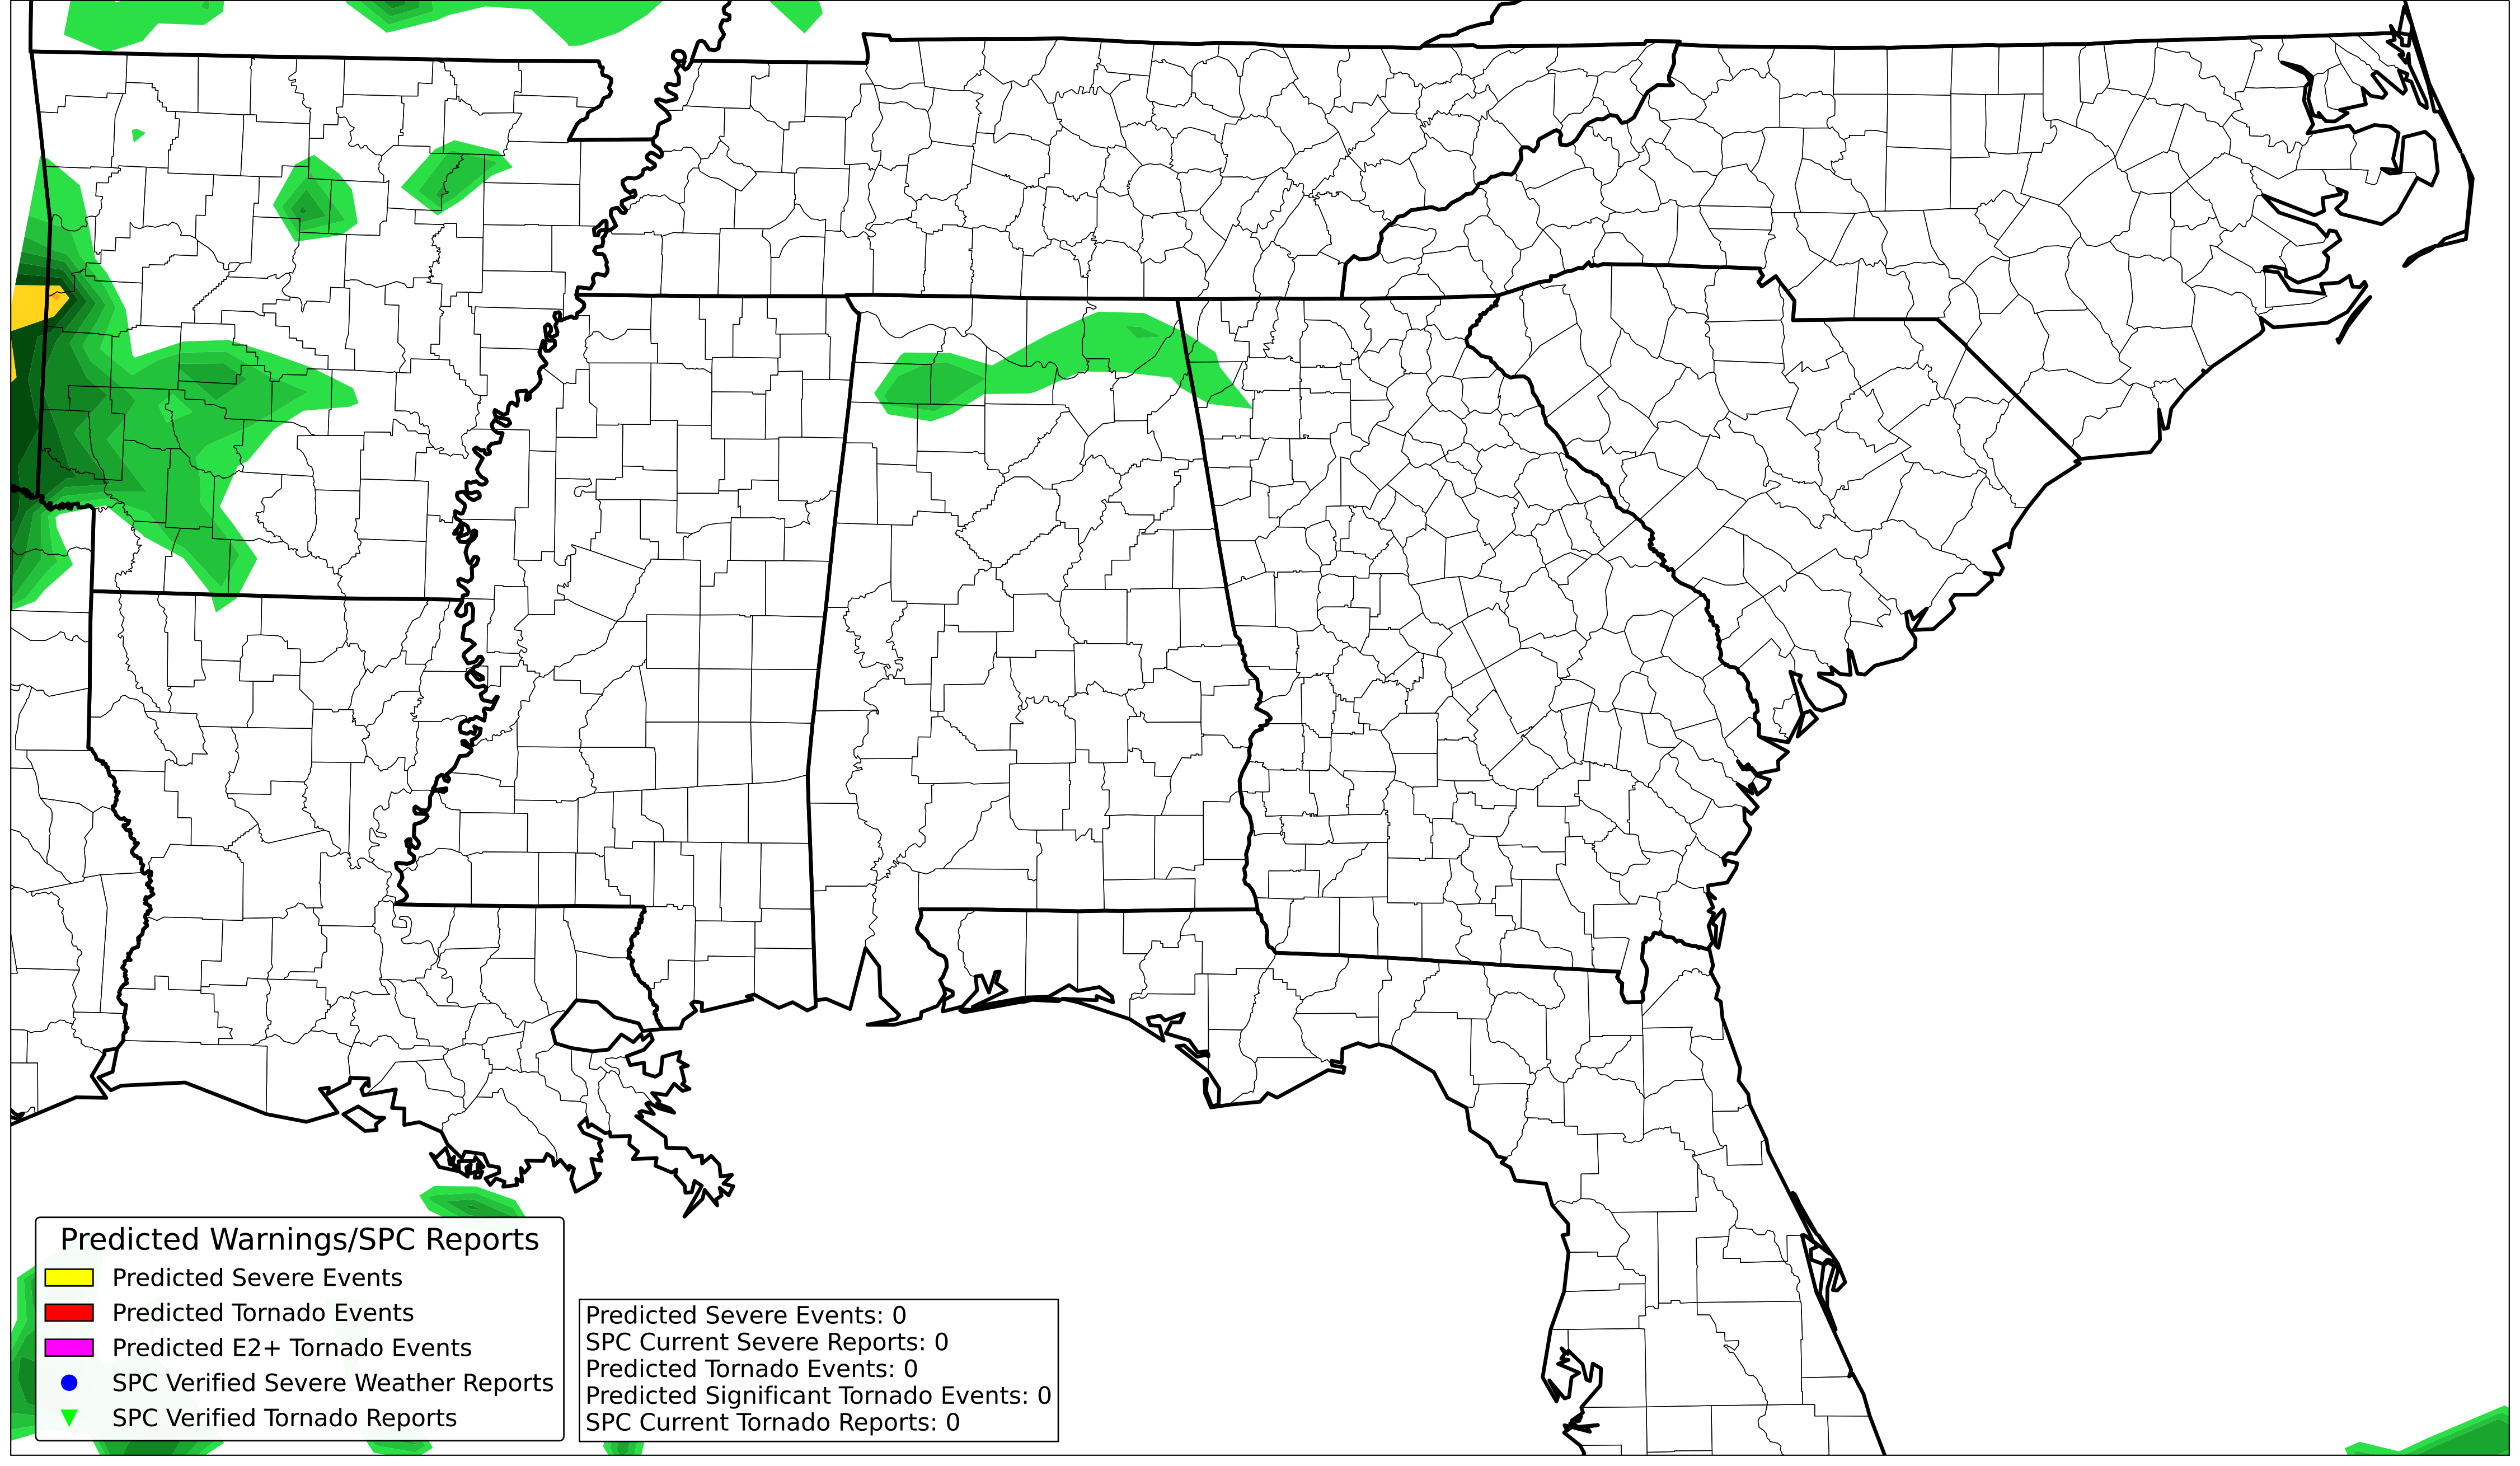 Predicted Warnings/SPC Reports
Predicted Severe Events
Predicted Tornado Events
Predicted E2+ Tornado Events
SPC Verified Severe Weather Reports
SPC Verified Tornado Reports
Predicted Severe Events: 0
SPC Current Severe Reports: 0
Predicted Tornado Events: 0
Predicted Significant Tornado Events: 0
SPC Current Tornado Reports: 0